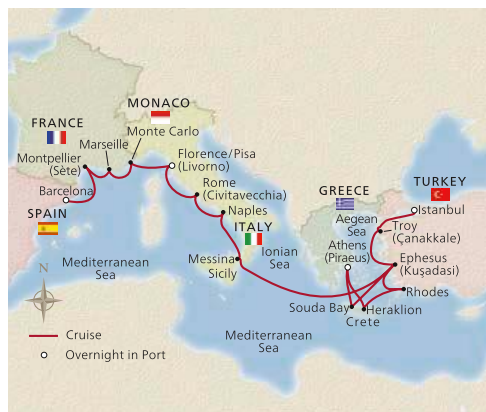 MONACO
FRANCE
Marseille
Monte Carlo
Montpellier
(Sète)
Florence/Pisa
(Livorno)
Barcelona
Rome
(Civitavecchia)
SPAIN
Naples
ITALY
GREECE
TURKEY
Istanbul
Aegean
Sea
Troy
(Çanakkale)
Athens
(Piraeus)
Ionian
Sea
Mediterranean
Sea
Messina
Sicily
Ephesus
(Kuşadasi)
N
Rhodes
Souda Bay
Heraklion
Crete
Mediterranean
Sea
Cruise
Overnight in Port